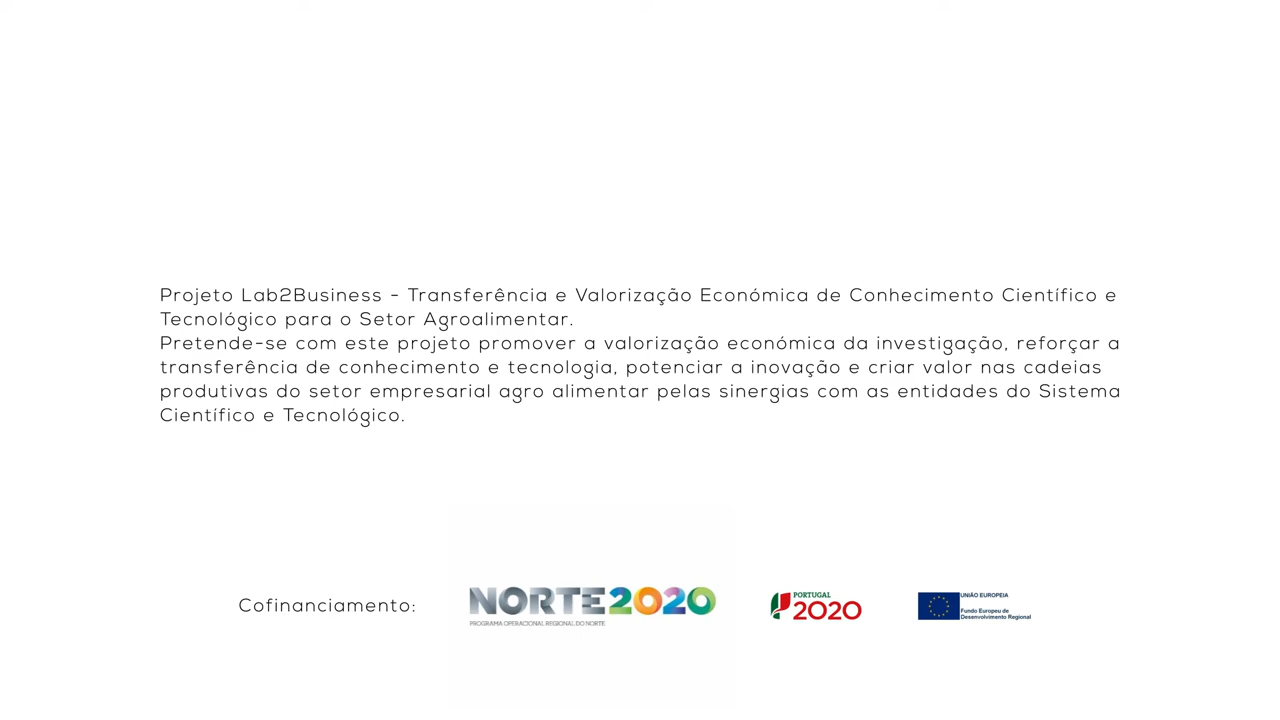 Projeto Lab2Business - Transferência e Valorização Económica de Conhecimento Científico e
Tecnológico para o Setor Agroalimentar.
Pretende-se com este projeto promover a valorização económica da investigação, reforçar a
transferência de conhecimento e tecnologia, potenciar a inovação e criar valor nas cadeias
produtivas do setor empresarial agro alimentar pelas sinergias com as entidades do Sistema
Científico e Tecnológico.
Cofinanciamento:
NORTE2020
PROGRAMA OPERACIONAL REGIONAL DO NORTE
PORTUGAL
2020
UNIÃO EUROPEIA
Fundo Europeu de
Desenvolvimento Regional